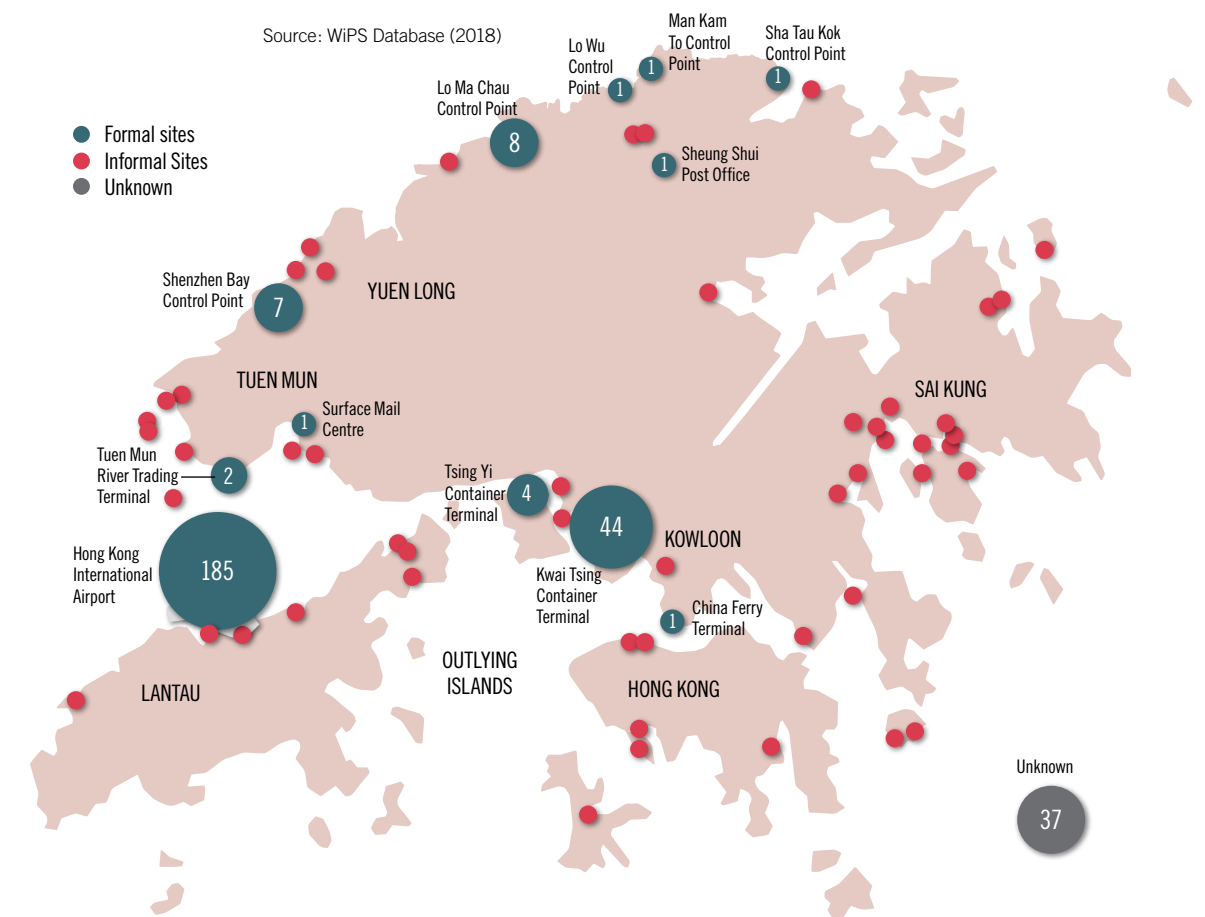 Source: WiPS Database (2018)
Man Kam
To Control
Point
1
Lo Wu
Control
Point
1
Sha Tau Kok
Control Point
1
Lo Ma Chau
Control Point
8
Formal sites
Informal Sites
Unknown
1
Sheung Shui
Post Office
Shenzhen Bay
Control Point
7
YUEN LONG
TUEN MUN
SAI KUNG
1
Surface Mail
Centre
Tuen Mun
River Trading
Terminal
2
Tsing Yi
Container
Terminal
4
44
KOWLOON
Kwai Tsing
Container
Terminal
Hong Kong
International
Airport
185
1
China Ferry
Terminal
OUTLYING
ISLANDS
LANTAU
HONG KONG
Unknown
37